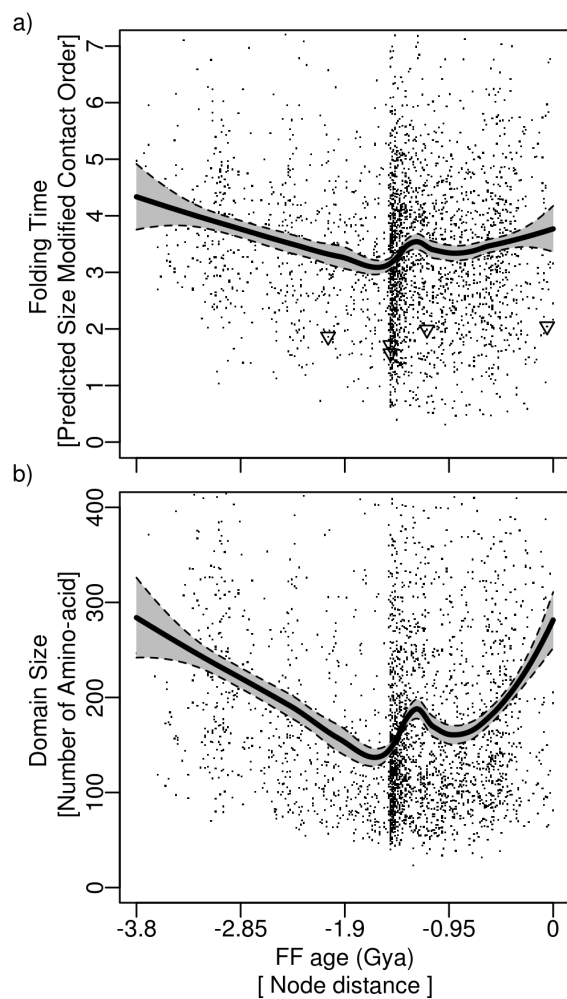 a)
Folding Time
[Predicted Size Modified Contact Order]
7
6
5
4
3
2
1
0
b)
Domain Size
[Number of Amino-acid]
400
300
200
100
0
-3.8 -2.85 -1.9 -0.95 0
FF age (Gya)
[ Node distance ]